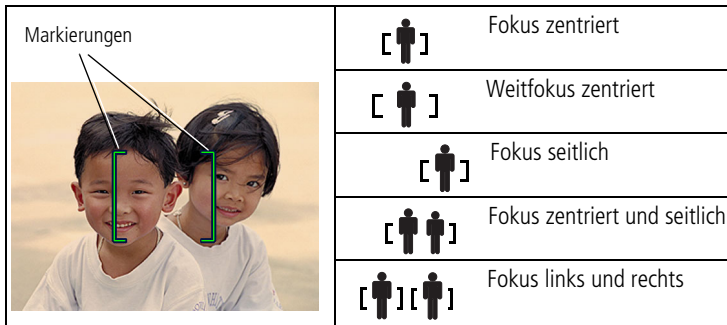 Markierungen
Fokus zentriert
Weitfokus zentriert
Fokus seitlich
Fokus zentriert und seitlich
Fokus links und rechts